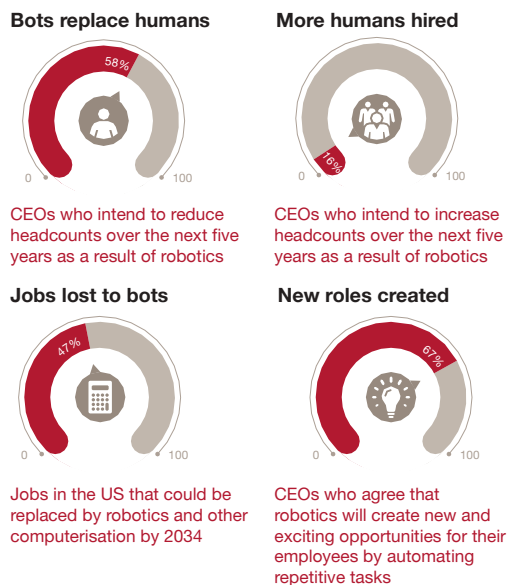 Bots replace humans
58%
0
100
CEOs who intend to reduce
headcounts over the next five
years as a result of robotics
More humans hired
16%
0
100
CEOs who intend to increase
headcounts over the next five
years as a result of robotics
Jobs lost to bots
47%
0
100
Jobs in the US that could be
replaced by robotics and other
computerisation by 2034
New roles created
67%
0
100
CEOs who agree that
robotics will create new and
exciting opportunities for their
employees by automating
repetitive tasks